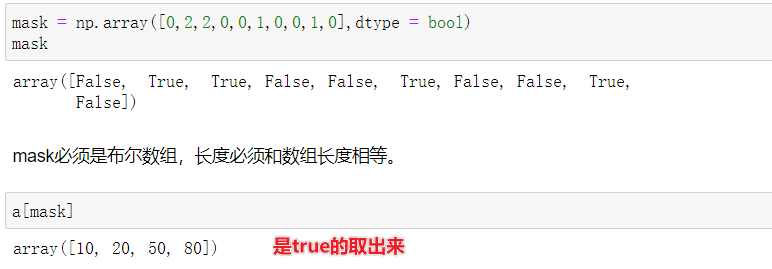 mask = np.array([0,2,2,0,0,1,0,0,1,0],dtype = bool)
mask
array([False,  True,  True, False, False,  True, False, False,  True,
       False])
mask必须是布尔数组，长度必须和数组长度相等。
a[mask]
array([10, 20, 50, 80])
是true的取出来